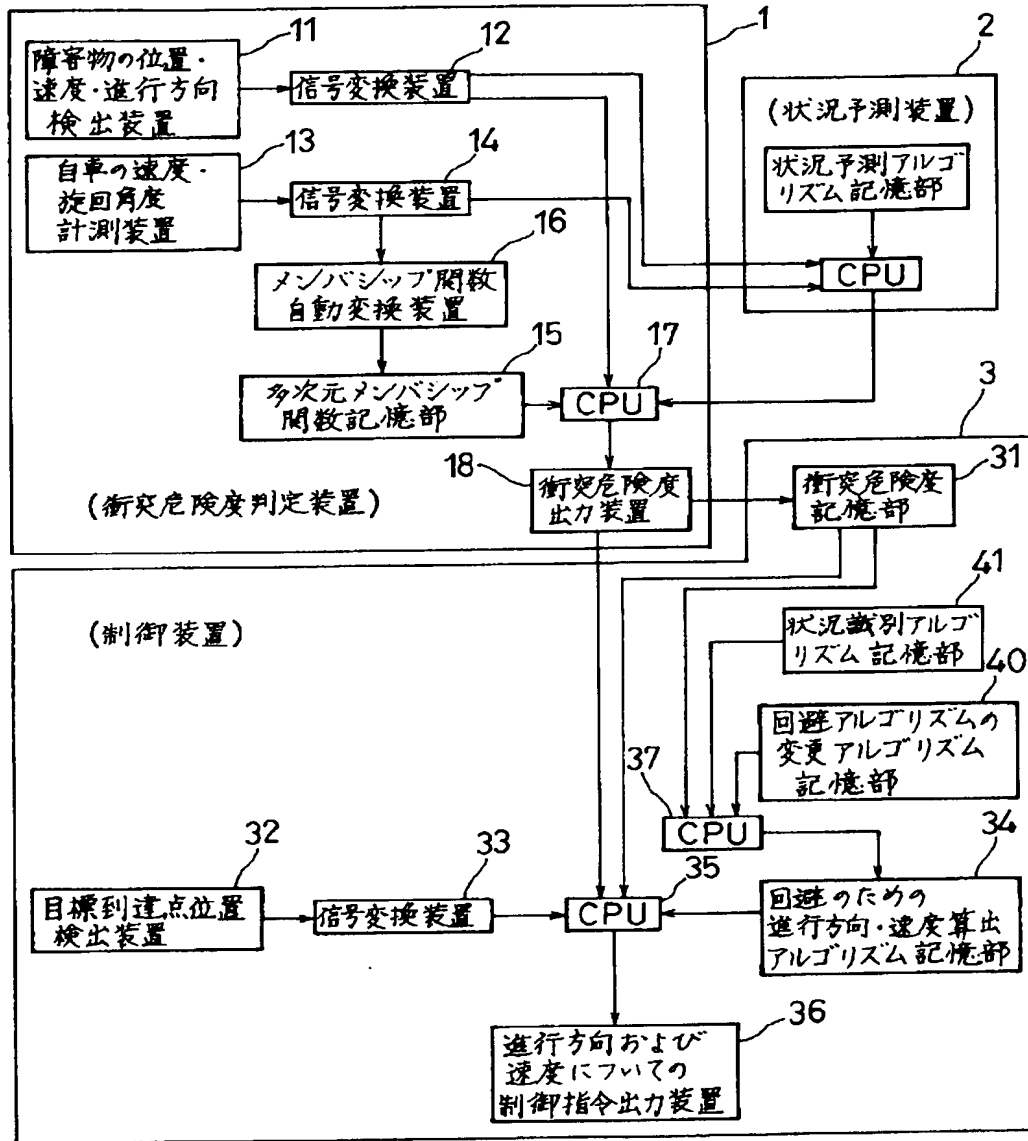 11
障害物の位置・
速度・進行方向
検出装置
12
信号変換装置
1
2
(状況予測装置)
状況予測アルゴ
リズム記憶部
CPU
13
自車の速度・
旋回角度
計測装置
14
信号変換装置
16
メンバシップ関数
自動変換装置
15
多次元メンバシップ
関数記憶部
17
CPU
18
衝突危険度
出力装置
(衝突危険度判定装置)
3
31
衝突危険度
記憶部
(制御装置)
41
状況識別アルゴ
リズム記憶部
40
回避アルゴリズムの
変更アルゴリズム
記憶部
37
CPU
34
回避のための
進行方向・速度算出
アルゴリズム記憶部
32
目標到達点位置
検出装置
33
信号変換装置
35
CPU
36
進行方向および
速度についての
制御指令出力装置